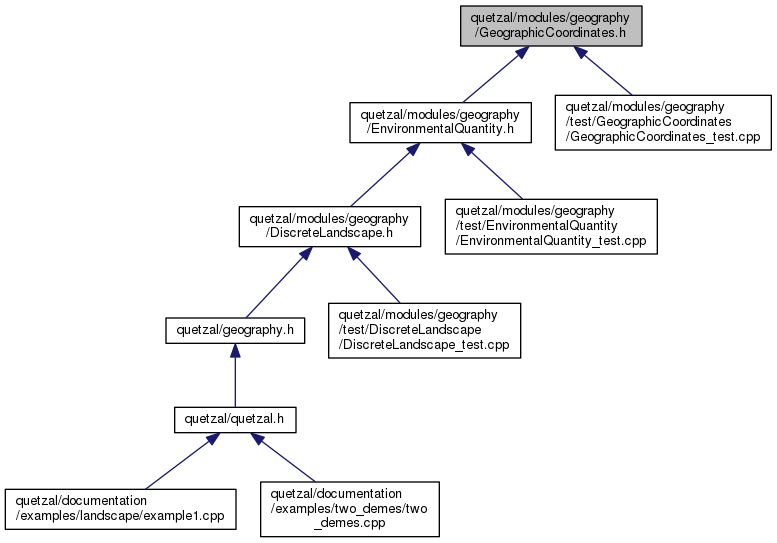 quetzal/modules/geography
/GeographicCoordinates.h
quetzal/modules/geography
/EnvironmentalQuantity.h
quetzal/modules/geography
/test/GeographicCoordinates
/GeographicCoordinates_test.cpp
quetzal/modules/geography
/DiscreteLandscape.h
quetzal/modules/geography
/test/EnvironmentalQuantity
/EnvironmentalQuantity_test.cpp
quetzal/geography.h
quetzal/modules/geography
/test/DiscreteLandscape
/DiscreteLandscape_test.cpp
quetzal/quetzal.h
quetzal/documentation
/examples/landscape/example1.cpp
quetzal/documentation
/examples/two_demes/two
_demes.cpp